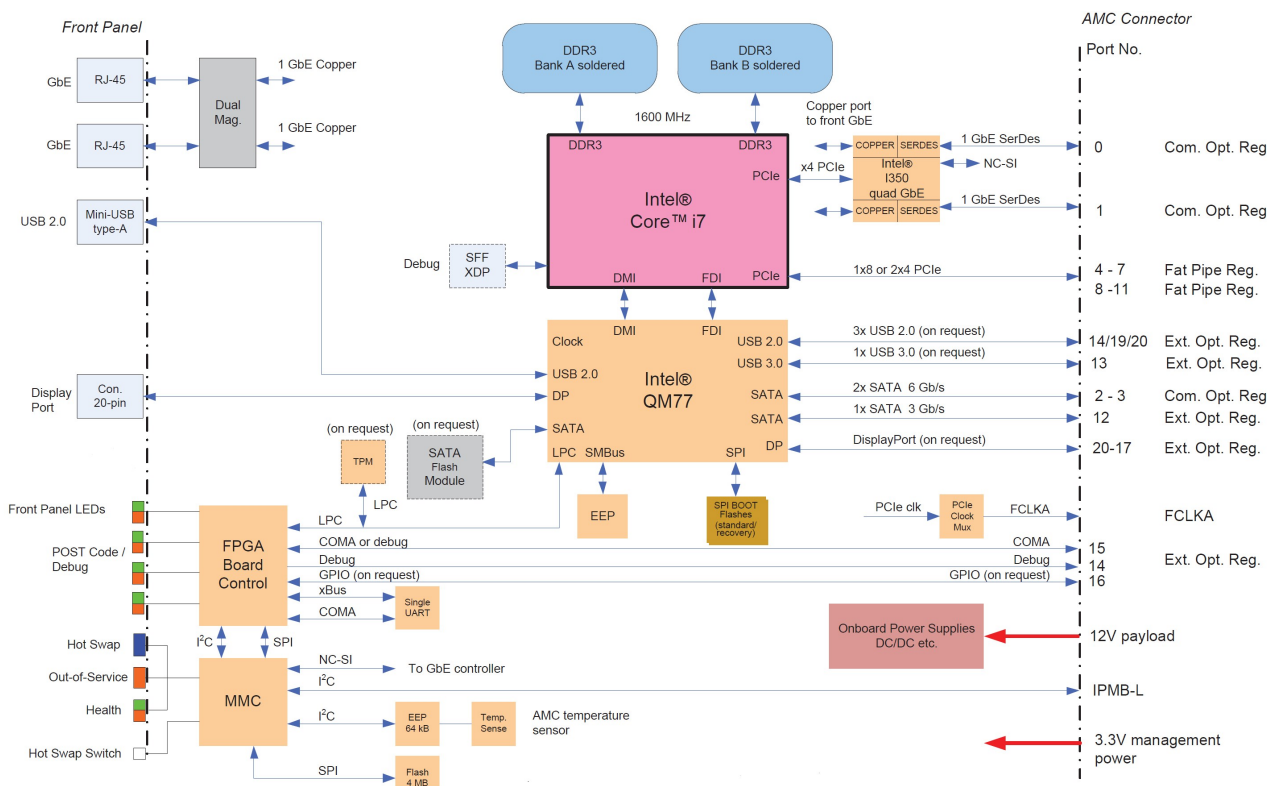 Front Panel
AMC Connector
Port No.
GbE
RJ-45
1 GbE Copper
Dual
Mag.
GbE
RJ-45
1 GbE Copper
DDR3
Bank A soldered
DDR3
Bank B soldered
1600 MHz
Copper port
to front GbE
DDR3
DDR3
PCIe
x4 PCIe
COPPER
SERDES
Intel®
I350
quad GbE
COPPER
SERDES
1 GbE SerDes
NC-SI
1 GbE SerDes
0
Com. Opt. Reg
1
Com. Opt. Reg
Intel®
Core™ i7
USB 2.0
Mini-USB
type-A
Debug
SFF
XDP
DMI
FDI
PCIe
1x8 or 2x4 PCIe
4 - 7
Fat Pipe Reg.
8 -11
Fat Pipe Reg.
DMI
FDI
Clock
USB 2.0
3x USB 2.0 (on request)
14/19/20
Ext. Opt. Reg.
USB 3.0
1x USB 3.0 (on request)
13
Ext. Opt. Reg.
USB 2.0
Intel®
QM77
Display
Port
Con.
20-pin
DP
SATA
2x SATA 6 Gb/s
2 - 3
Com. Opt. Reg
SATA
SATA
1x SATA 3 Gb/s
12
Ext. Opt. Reg
DP
DisplayPort (on request)
20-17
Ext. Opt. Reg.
LPC
SMBus
SPI
(on request)
TPM
LPC
(on request)
SATA
Flash
Module
EEP
SPI BOOT
Flashes
(standard/
recovery)
PCIe clk
PCIe
Clock
Mux
FCLKA
FCLKA
Front Panel LEDs
POST Code /
Debug
FPGA
Board
Control
LPC
COMA or debug
COMA
15
Debug
Debug
14
Ext. Opt. Reg.
GPIO (on request)
GPIO (on request)
16
xBus
COMA
Single
UART
I²C
SPI
Onboard Power Supplies
DC/DC etc.
12V payload
Hot Swap
Out-of-Service
Health
Hot Swap Switch
MMC
NC-SI
To GbE controller
I²C
IPMB-L
I²C
EEP
64 kB
Temp.
Sense
AMC temperature
sensor
SPI
Flash
4 MB
3.3V management
power